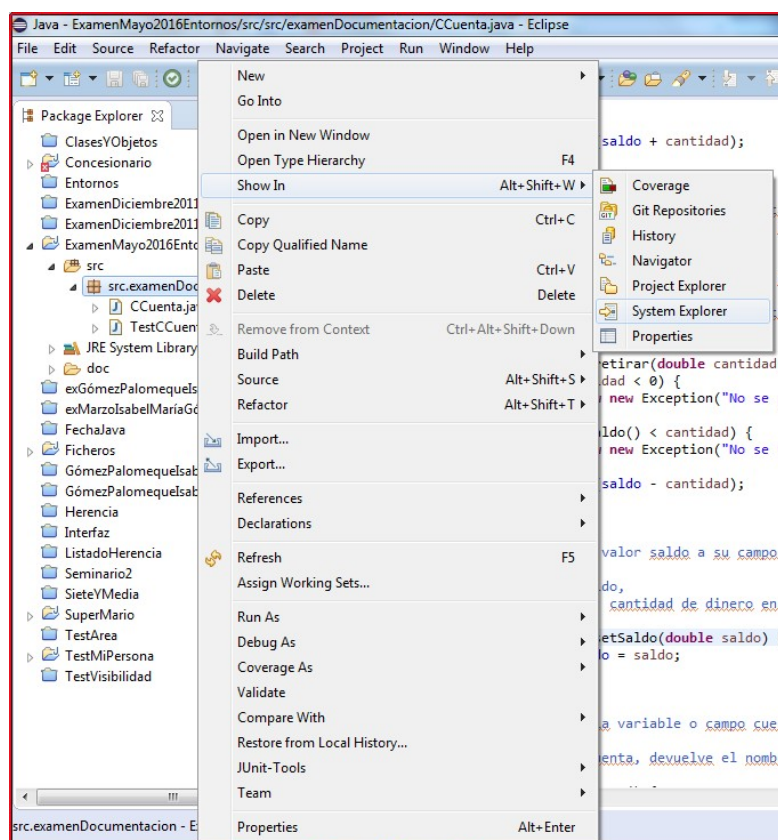 Java - ExamenMayo2016Entornos/src/src/examenDocumentacion/CCuenta.java - Eclipse
File Edit Source Refactor Navigate Search Project Run Window Help
Package Explorer
ClasesYObjetos
Concesionario
Entornos
ExamenDiciembre2011
ExamenDiciembre2011
ExamenMayo2016Ento
src
src.examenDoc
CCuenta.ja
TestCCuen
JRE System Library
doc
exGómezPalomequeIs
exMarzoIsabelMaríaGó
FechaJava
Ficheros
GómezPalomequeIsab
GómezPalomequeIsab
Herencia
Interfaz
ListadoHerencia
Seminario2
SieteYMedia
SuperMario
TestArea
TestMiPersona
TestVisibilidad
src.examenDocumentacion - E
New
Go Into
Open in New Window
Open Type Hierarchy F4
Show In Alt+Shift+W
Copy Ctrl+C
Copy Qualified Name
Paste Ctrl+V
Delete Delete
Remove from Context Ctrl+Alt+Shift+Down
Build Path
Source Alt+Shift+S
Refactor Alt+Shift+T
Import...
Export...
References
Declarations
Refresh F5
Assign Working Sets...
Run As
Debug As
Coverage As
Validate
Compare With
Restore from Local History...
JUnit-Tools
Team
Properties Alt+Enter
Coverage
GIT
Git Repositories
History
Navigator
Project Explorer
System Explorer
Properties
saldo + cantidad);
retirar(double cantidad
dad < 0) {
new Exception("No se
ldo() < cantidad) {
new Exception("No se
saldo - cantidad);
valor saldo a su campo
do,
cantidad de dinero en
setSaldo(double saldo)
lo = saldo;
a variable o campo cue
enta, devuelve el nomb